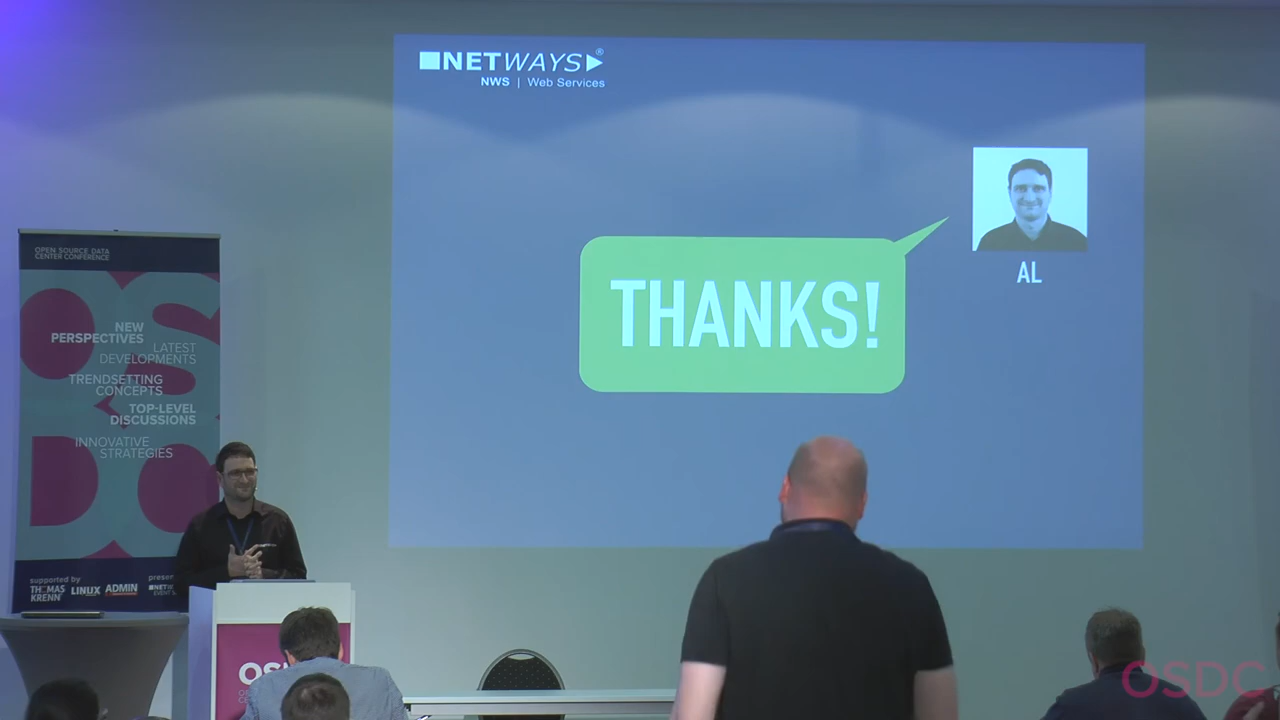 NETWAYS®
NWS | Web Services
AL
THANKS!
OPEN SOURCE DATA
CENTER CONFERENCE
NEW
PERSPECTIVES
LATEST
DEVELOPMENTS
TRENDSETTING
CONCEPTS
TOP-LEVEL
DISCUSSIONS
INNOVATIVE
STRATEGIES
supported by
THOMAS
KRENN
LINUX
ADMIN
OSDC